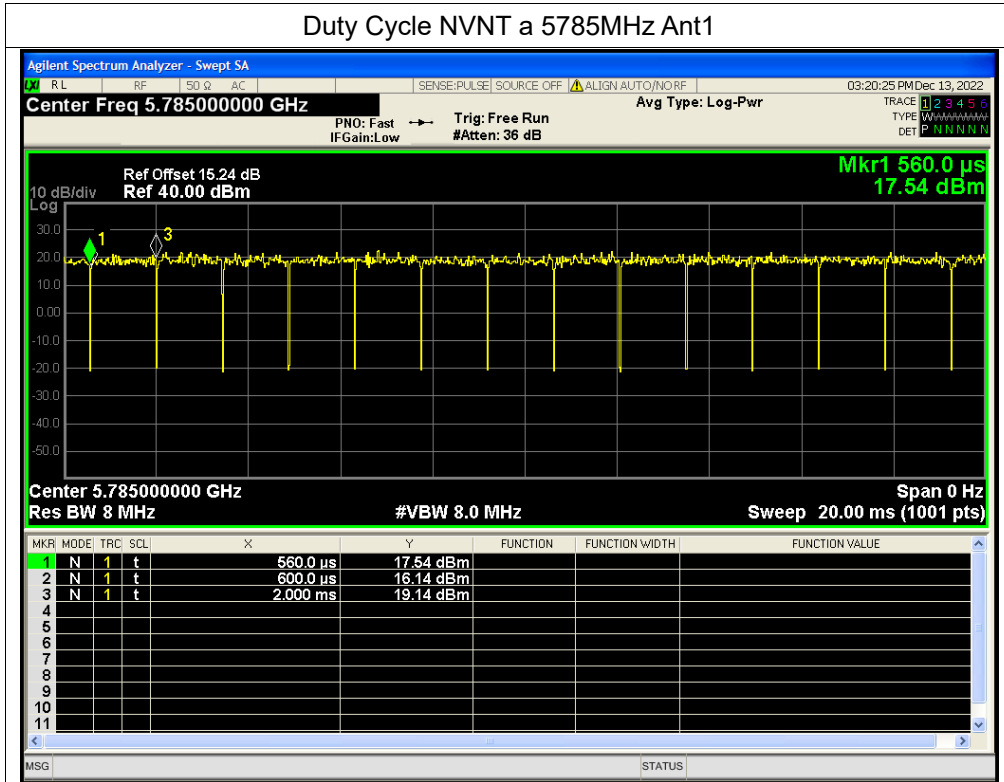 Duty Cycle NVNT a 5785MHz Ant1
Agilent Spectrum Analyzer - Swept SA
LXI RL RF 50 Ω AC SENSE:PULSE SOURCE OFF ALIGN AUTO/NO RF 03:20:25 PM Dec 13, 2022
Center Freq 5.785000000 GHz Avg Type: Log-Pwr TRACE 1 2 3 4 5 6
PNO: Fast Trig: Free Run TYPE WWWWWW
IFGain:Low #Atten: 36 dB DET P N N N N N
Mkr1 560.0 µs
Ref Offset 15.24 dB
10 dB/div Ref 40.00 dBm 17.54 dBm
Log
30.0
1 3
20.0
10.0
0.00
-10.0
-20.0
-30.0
-40.0
-50.0
Center 5.785000000 GHz Span 0 Hz
Res BW 8 MHz #VBW 8.0 MHz Sweep 20.00 ms (1001 pts)
MKR MODE TRC SCL X Y FUNCTION FUNCTION WIDTH FUNCTION VALUE
1 N 1 t 560.0 µs 17.54 dBm
2 N 1 t 600.0 µs 16.14 dBm
3 N 1 t 2.000 ms 19.14 dBm
4
5
6
7
8
9
10
11
MSG STATUS